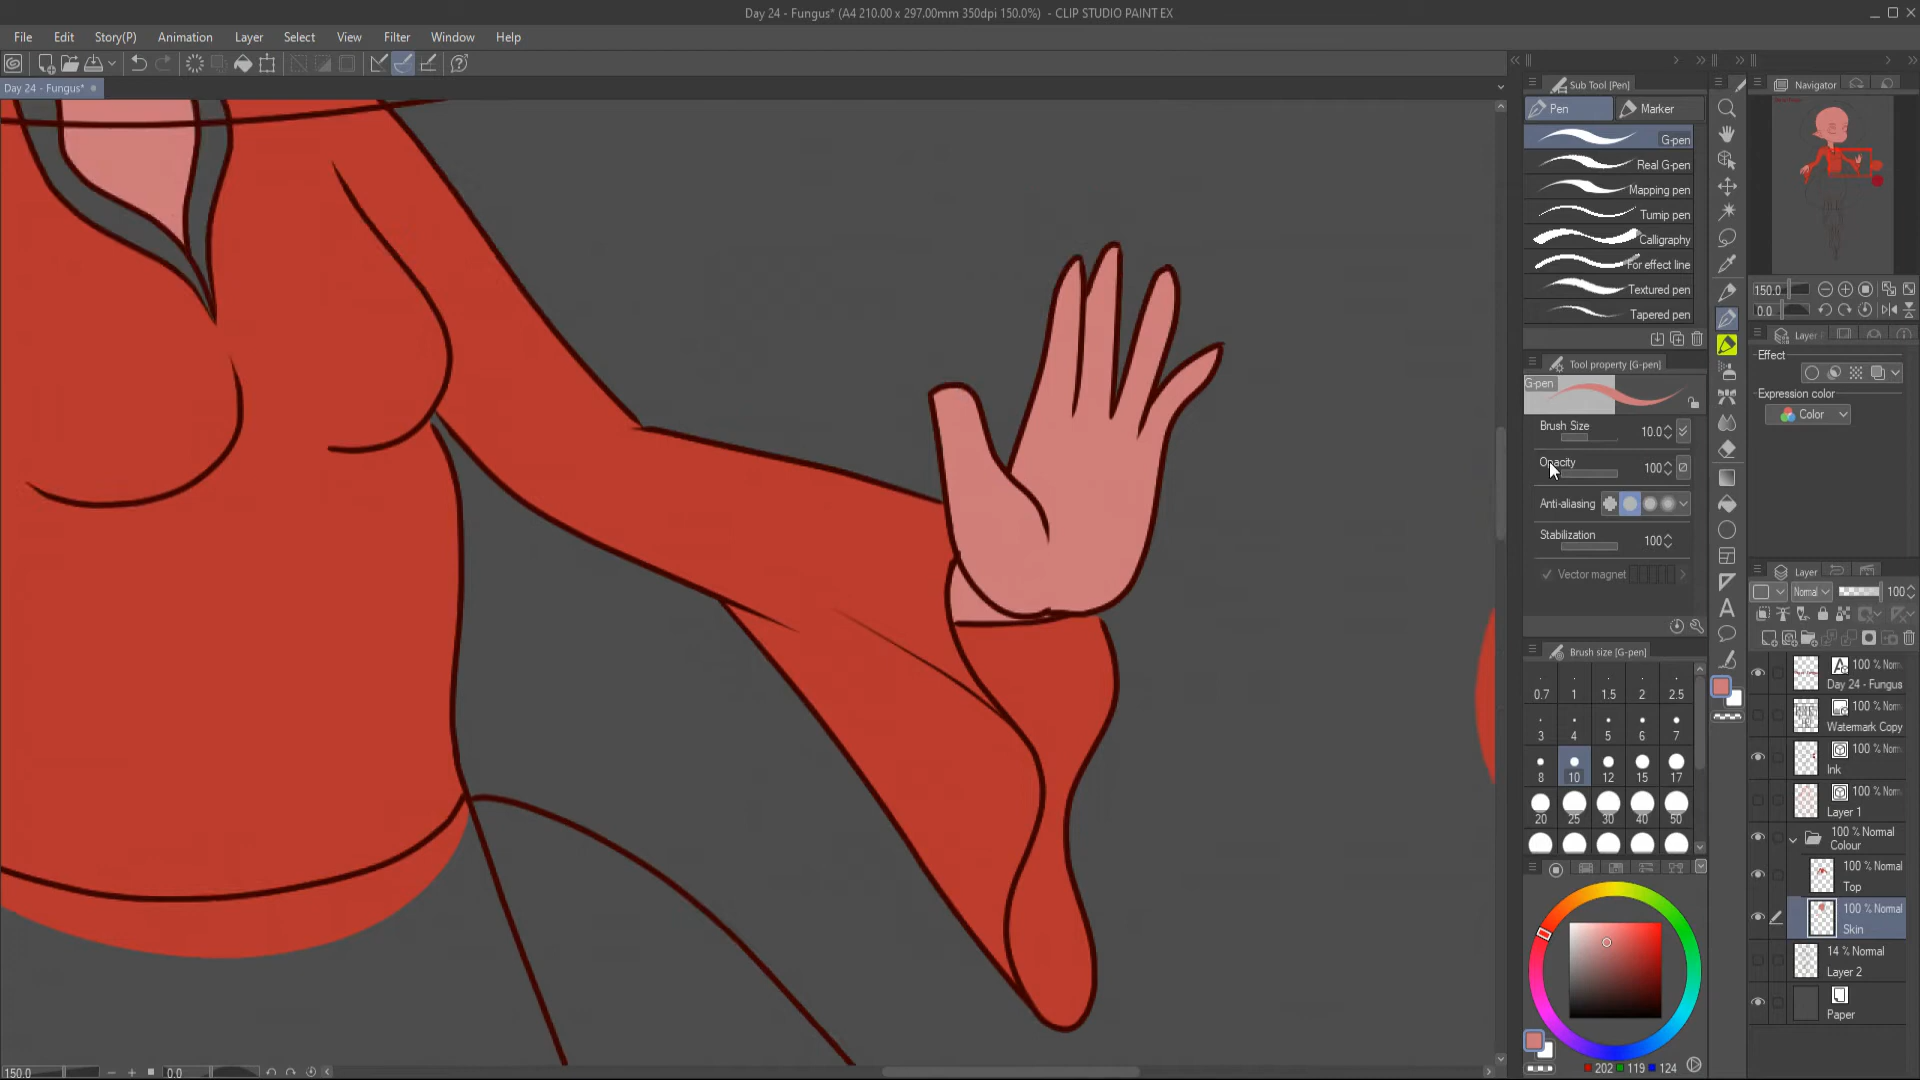 Day 24 - Fungus* (A4 210.00 x 297.00mm 350dpi 150.0%) - CLIP STUDIO PAINT EX
File Edit Story(P) Animation Layer Select View Filter Window Help
Day 24 - Fungus*
Sub Tool [Pen]
Pen
Marker
G-pen
Real G-pen
Mapping pen
Turnip pen
Calligraphy
For effect line
Textured pen
Tapered pen
Tool property [G-pen]
G-pen
Brush Size 10.0
Opacity 100
Anti-aliasing
Stabilization 100
Vector magnet
Brush size [G-pen]
0.7 1 1.5 2 2.5
3 4 5 6 7
8 10 12 15 17
20 25 30 40 50
202 119 124
Navigator
150.0
0.0
Layer
Effect
Expression color
Color
Layer
Normal 100
100 % Norm
Day 24 - Fungus
100 % Norm
Watermark Copy
100 % Norm
Ink
100 % Norm
Layer 1
100 % Normal
Colour
100 % Normal
Top
100 % Normal
Skin
14 % Normal
Layer 2
Paper
150.0
0.0